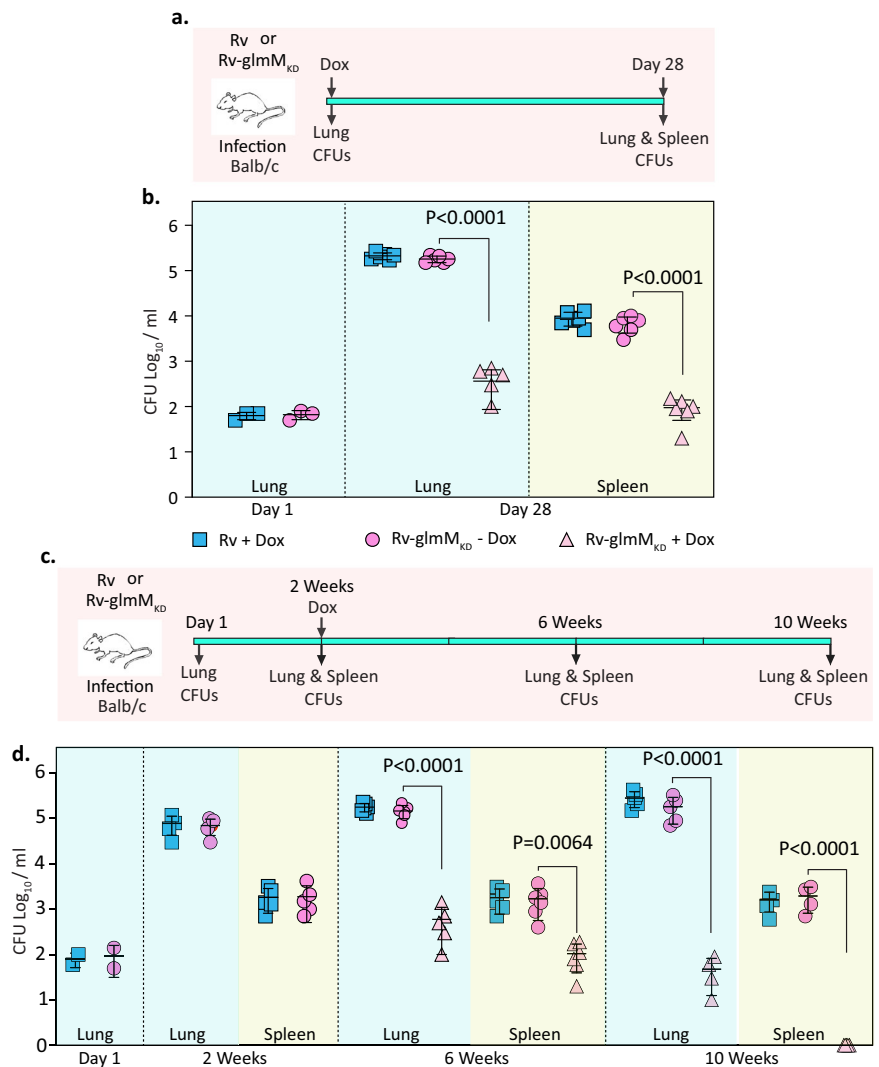 a.
Rv or
Rv-glmM_KD
Infection
Balb/c
Dox
Day 28
Lung
CFUs
Lung & Spleen
CFUs
b.
CFU Log₁₀ / ml
6
5
4
3
2
1
0
P<0.0001
P<0.0001
Lung
Lung
Spleen
Day 1
Day 28
Rv + Dox
Rv-glmM_KD - Dox
Rv-glmM_KD + Dox
c.
Rv or
Rv-glmM_KD
Infection
Balb/c
Day 1
2 Weeks
Dox
6 Weeks
10 Weeks
Lung
CFUs
Lung & Spleen
CFUs
Lung & Spleen
CFUs
Lung & Spleen
CFUs
d.
CFU Log₁₀ / ml
6
5
4
3
2
1
0
P<0.0001
P=0.0064
P<0.0001
P<0.0001
Lung
Lung
Spleen
Lung
Spleen
Lung
Spleen
Day 1
2 Weeks
6 Weeks
10 Weeks